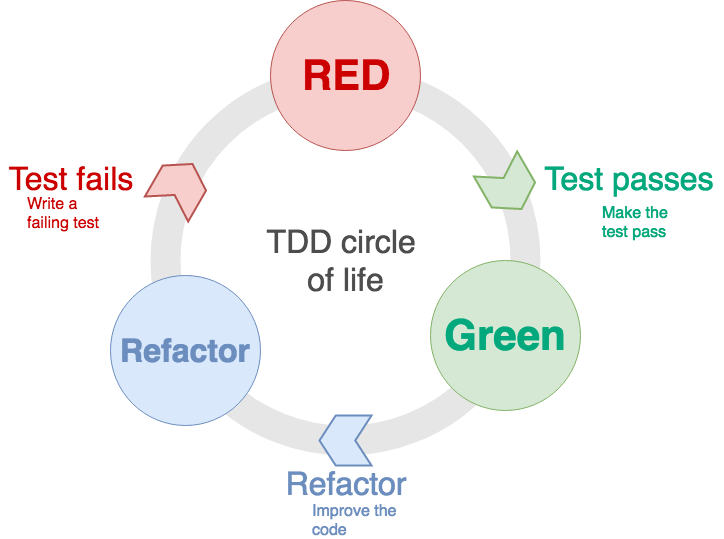 RED
Test fails
Write a
failing test
Test passes
Make the
test pass
TDD circle
of life
Refactor
Green
Refactor
Improve the
code